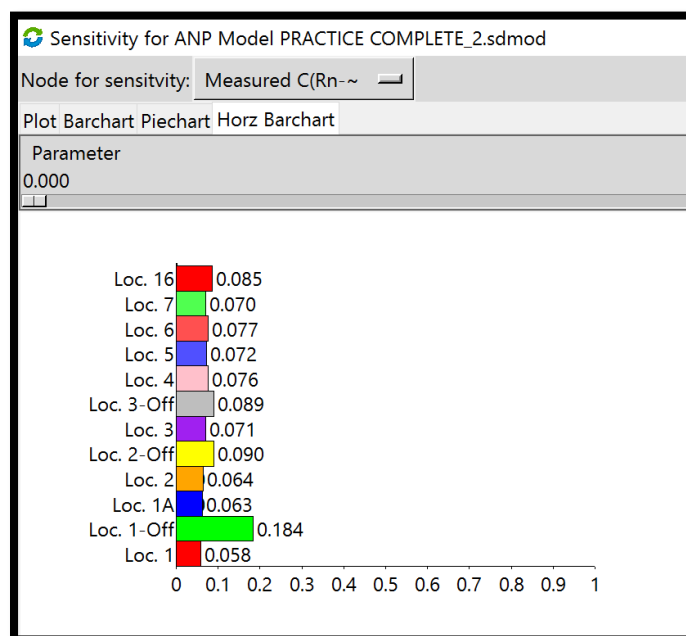 Sensitivity for ANP Model PRACTICE COMPLETE_2.sdmod
Node for sensitvity: Measured C(Rn-~
Plot Barchart Piechart Horz Barchart
Parameter
0.000
Loc. 16 0.085
Loc. 7 0.070
Loc. 6 0.077
Loc. 5 0.072
Loc. 4 0.076
Loc. 3-Off 0.089
Loc. 3 0.071
Loc. 2-Off 0.090
Loc. 2 0.064
Loc. 1A 0.063
Loc. 1-Off 0.184
Loc. 1 0.058
0 0.1 0.2 0.3 0.4 0.5 0.6 0.7 0.8 0.9 1